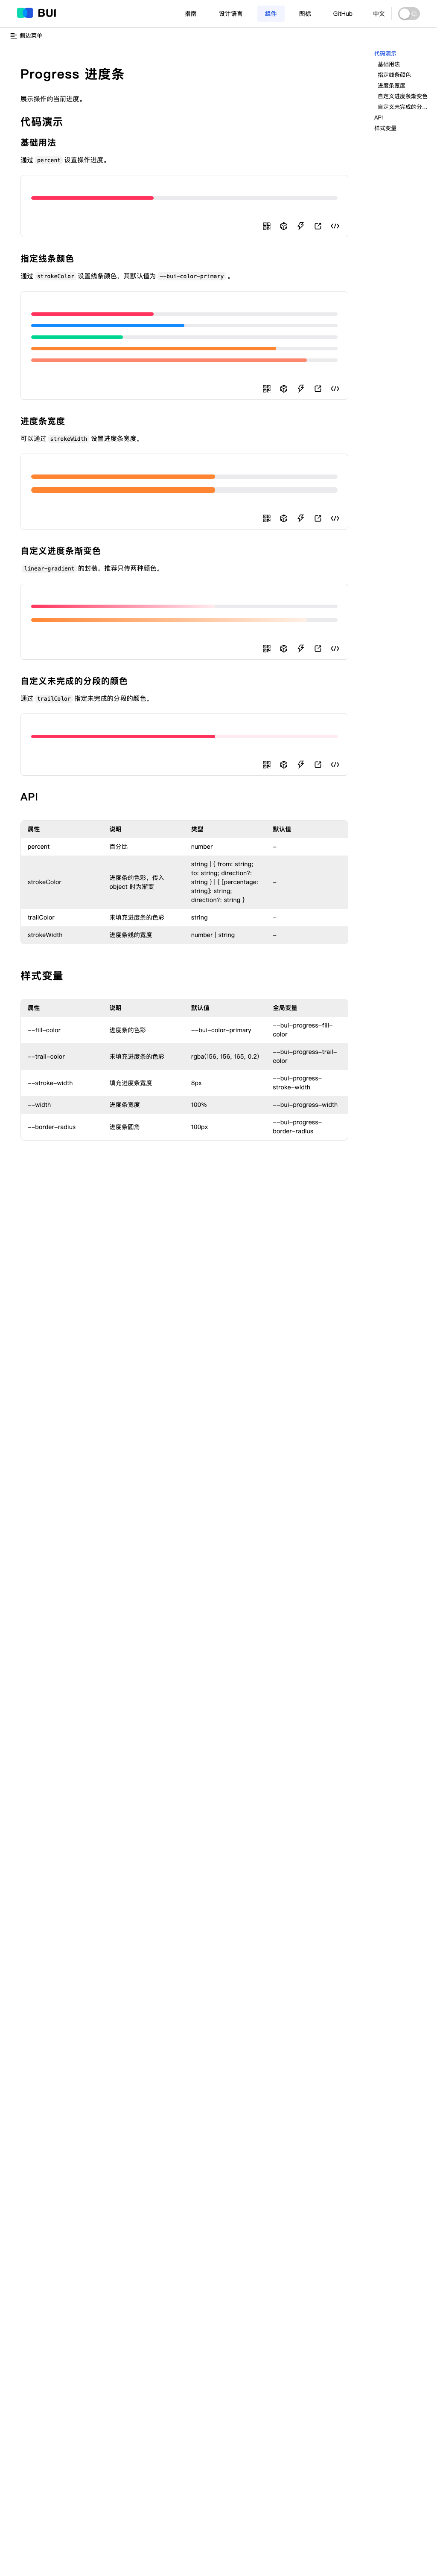 BUI
指南 设计语言 组件 图标 GitHub 中文
侧边菜单
代码演示
基础用法
指定线条颜色
进度条宽度
自定义进度条渐变色
自定义未完成的分...
API
样式变量
Progress 进度条
展示操作的当前进度。
代码演示
基础用法
通过 percent 设置操作进度。
指定线条颜色
通过 strokeColor 设置线条颜色，其默认值为 --bui-color-primary 。
进度条宽度
可以通过 strokeWidth 设置进度条宽度。
自定义进度条渐变色
linear-gradient 的封装。推荐只传两种颜色。
自定义未完成的分段的颜色
通过 trailColor 指定未完成的分段的颜色。
API
属性 说明 类型 默认值
percent 百分比 number -
strokeColor 进度条的色彩，传入 object 时为渐变 string | { from: string; to: string; direction?: string } | { [percentage: string]: string; direction?: string } -
trailColor 未填充进度条的色彩 string -
strokeWidth 进度条线的宽度 number | string -
样式变量
属性 说明 默认值 全局变量
--fill-color 进度条的色彩 --bui-color-primary --bui-progress-fill-color
--trail-color 未填充进度条的色彩 rgba(156, 156, 165, 0.2) --bui-progress-trail-color
--stroke-width 填充进度条宽度 8px --bui-progress-stroke-width
--width 进度条宽度 100% --bui-progress-width
--border-radius 进度条圆角 100px --bui-progress-border-radius